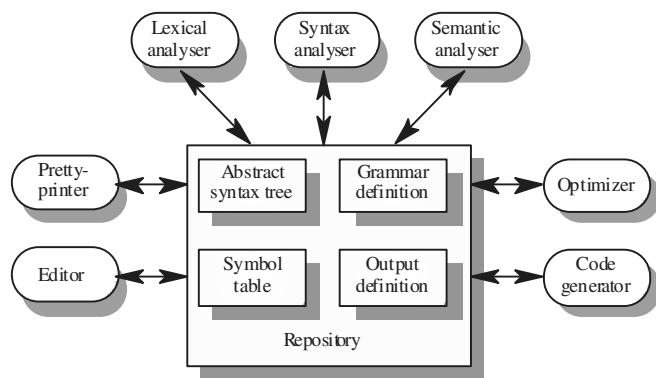 Lexical
analyser
Syntax
analyser
Semantic
analyser
Pretty-
printer
Abstract
syntax tree
Grammar
definition
Optimizer
Editor
Symbol
table
Output
definition
Code
generator
Repository